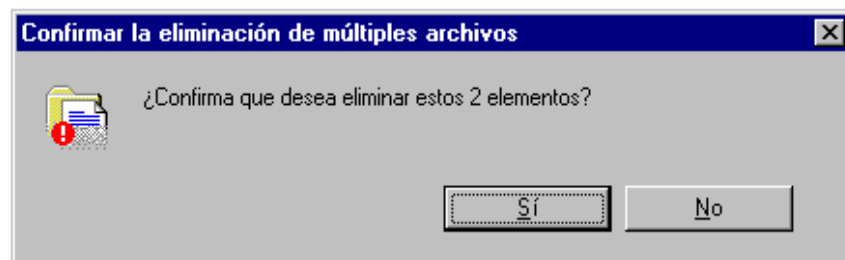 Confirmar la eliminación de múltiples archivos
¿Confirma que desea eliminar estos 2 elementos?
Sí No